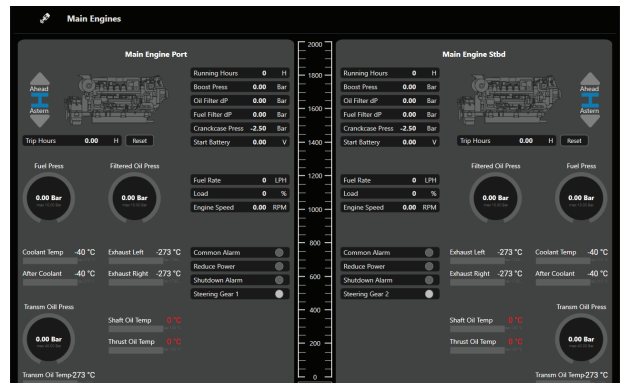 Main Engines
Main Engine Port
Ahead
Astern
Running Hours 0 H
Boost Press 0.00 Bar
Oil Filter dP 0.00 Bar
Fuel Filter dP 0.00 Bar
Cranckcase Press -2.50 Bar
Start Battery 0.00 V
Trip Hours 0.00 H Reset
Fuel Press
Filtered Oil Press
0.00 Bar
0.00 Bar
Fuel Rate 0 LPH
Load 0 %
Engine Speed 0.00 RPM
Coolant Temp -40 °C
Exhaust Left -273 °C
After Coolant -40 °C
Exhaust Right -273 °C
Common Alarm
Reduce Power
Shutdown Alarm
Steering Gear 1
Transm Oill Press
0.00 Bar
Shaft Oil Temp 0 °C
Thrust Oil Temp 0 °C
Transm Oil Temp -273 °C
2000
1800
1600
1400
1200
1000
800
600
400
200
0
Main Engine Stbd
Running Hours 0 H
Boost Press 0.00 Bar
Oil Filter dP 0.00 Bar
Fuel Filter dP 0.00 Bar
Cranckcase Press -2.50 Bar
Start Battery 0.00 V
Ahead
Astern
Trip Hours 0.00 H Reset
Filtered Oil Press
Fuel Press
0.00 Bar
0.00 Bar
Fuel Rate 0 LPH
Load 0 %
Engine Speed 0.00 RPM
Common Alarm
Reduce Power
Shutdown Alarm
Steering Gear 2
Exhaust Left -273 °C
Coolant Temp -40 °C
Exhaust Right -273 °C
After Coolant -40 °C
Transm Oill Press
Shaft Oil Temp 0 °C
Thrust Oil Temp 0 °C
0.00 Bar
Transm Oil Temp -273 °C